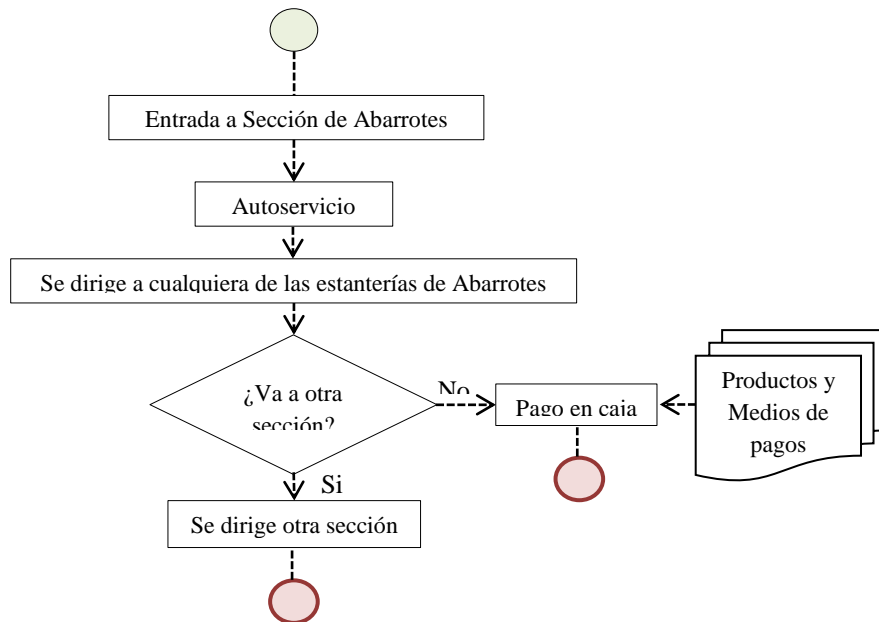 Entrada a Sección de Abarrotes
Autoservicio
Se dirige a cualquiera de las estanterías de Abarrotes
¿Va a otra
sección?
No
Pago en caja
Productos y
Medios de
pagos
Si
Se dirige otra sección